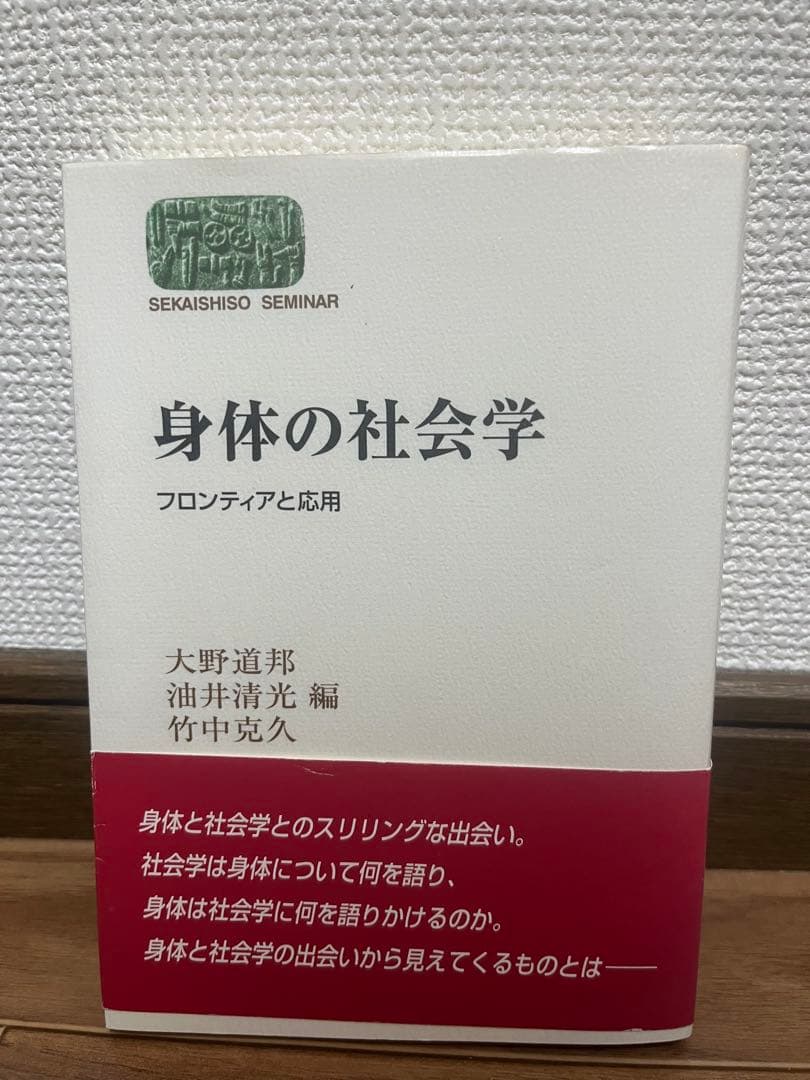 SEKAISHISO SEMINAR
身体の社会学
フロンティアと応用
大野道邦
油井清光 編
竹中克久
身体と社会学とのスリリングな出会い。
社会学は身体について何を語り、
身体は社会学に何を語りかけるのか。
身体と社会学の出会いから見えてくるものとは――